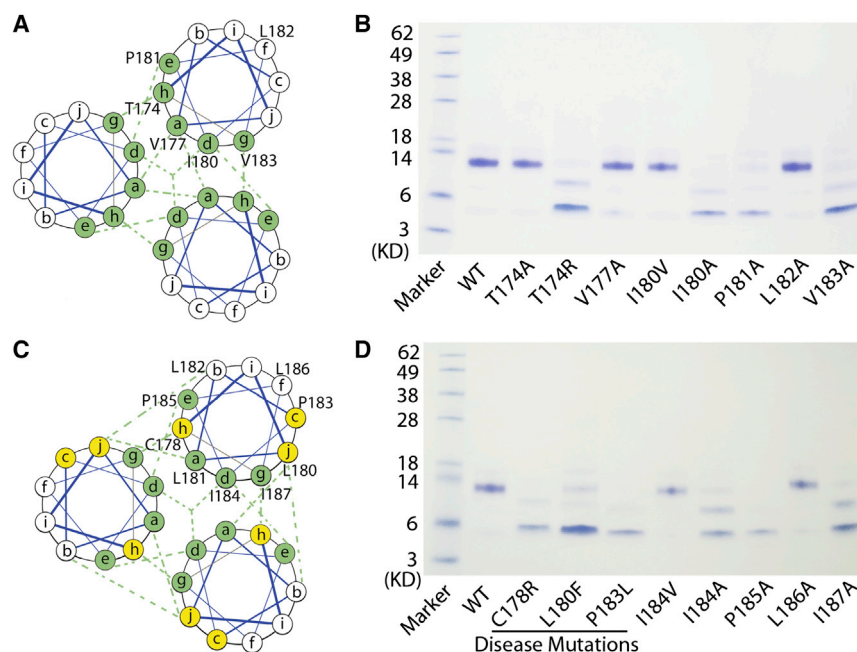 A
b i L182
f
P181
e
c
h
T174
j
j
a
g
g
c
d
V177
d
f
I180 V183
a
i
a h
d e
b
h
e
g
b
j
i
c f
B
62
49
38
28
18
14
6
3
(KD)
Marker
WT
T174A
T174R
V177A
I180V
I180A
P181A
L182A
V183A
C
L182 b i L186
f
P185 e P183
c
h
j
C178
j
c g
a
L180
L181 d g
f d
I184 I187
i a
a h
b h
d e
e
g
b
j i
c f
D
62
49
38
28
18
14
6
3
(KD)
Marker
WT
C178R
L180F
P183L
I184V
I184A
P185A
L186A
I187A
Disease Mutations